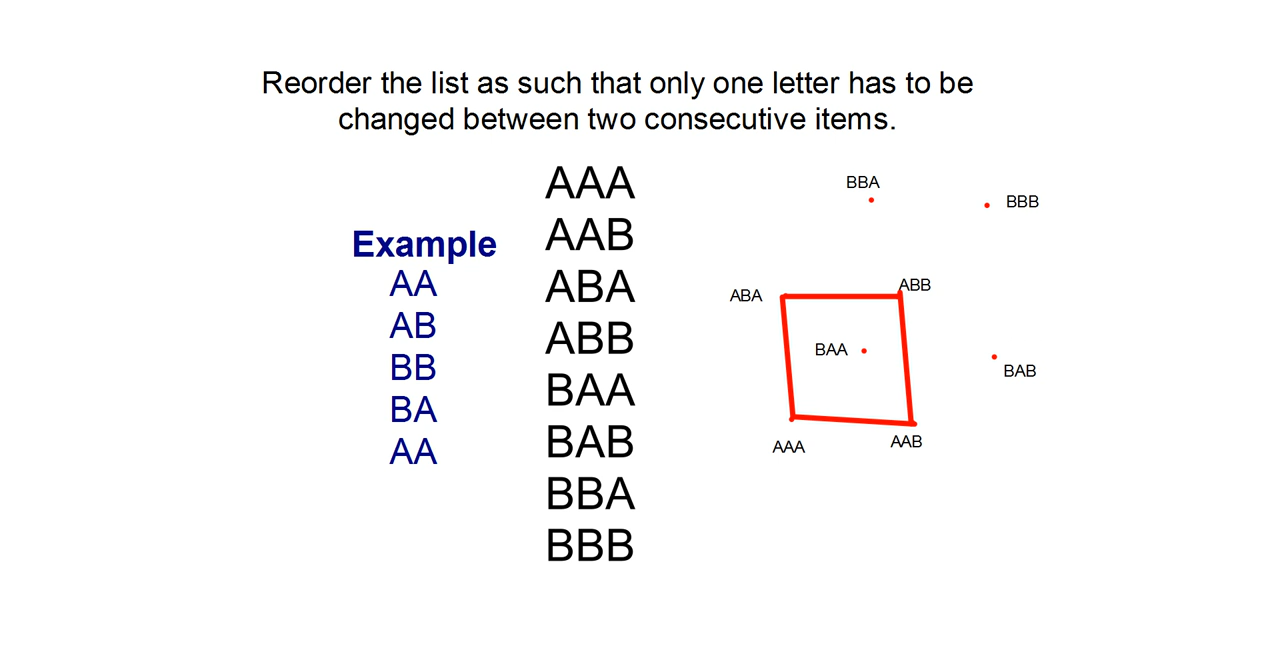 Reorder the list as such that only one letter has to be
changed between two consecutive items.
Example
AA
AB
BB
BA
AA
AAA
AAB
ABA
ABB
BAA
BAB
BBA
BBB
BBA
BBB
ABA
ABB
BAA
BAB
AAA
AAB